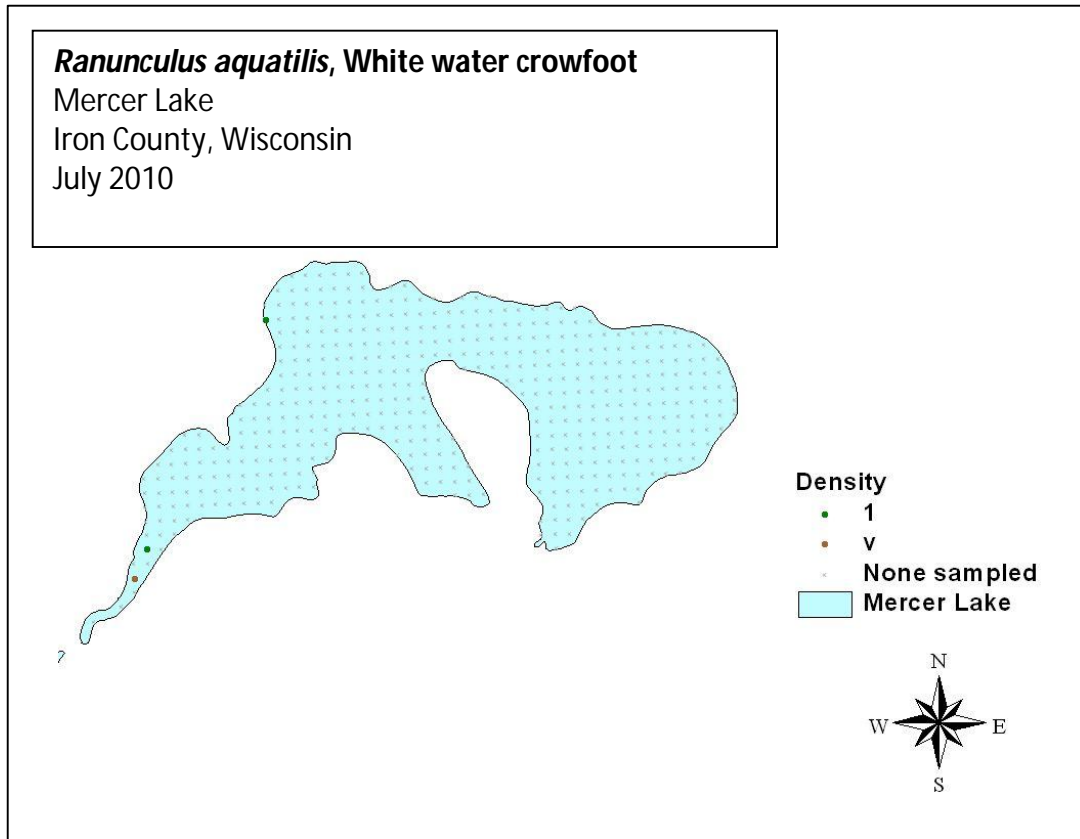 Ranunculus aquatilis, White water crowfoot
Mercer Lake
Iron County, Wisconsin
July 2010
Density
1
v
None sampled
Mercer Lake
N
W E
S